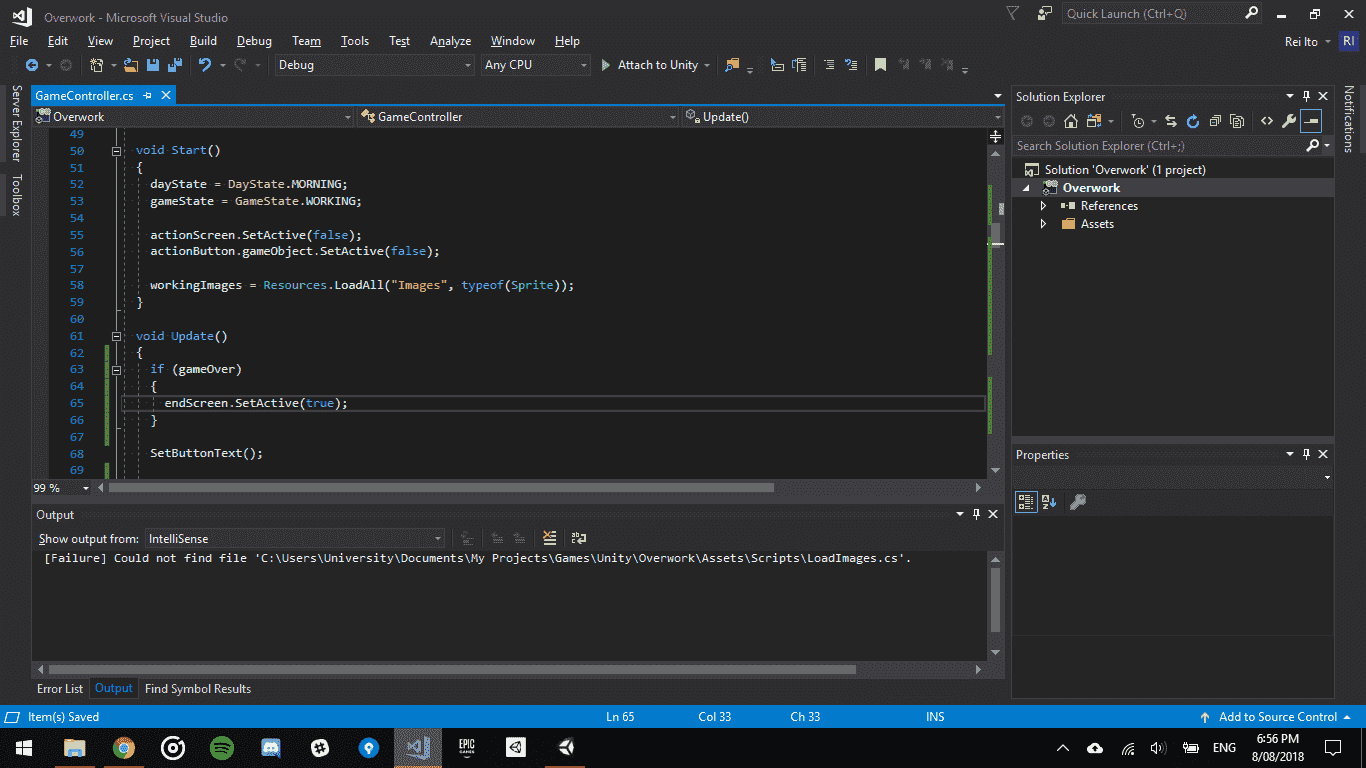 Overwork - Microsoft Visual Studio
Quick Launch (Ctrl+Q)
File Edit View Project Build Debug Team Tools Test Analyze Window Help
Rei Ito RI
Debug Any CPU Attach to Unity
Server Explorer
Toolbox
GameController.cs
Overwork GameController Update()
49
50 void Start()
51 {
52 dayState = DayState.MORNING;
53 gameState = GameState.WORKING;
54
55 actionScreen.SetActive(false);
56 actionButton.gameObject.SetActive(false);
57
58 workingImages = Resources.LoadAll("Images", typeof(Sprite));
59 }
60
61 void Update()
62 {
63 if (gameOver)
64 {
65 endScreen.SetActive(true);
66 }
67
68 SetButtonText();
69
99 %
Output
Show output from: IntelliSense
[Failure] Could not find file 'C:\Users\University\Documents\My Projects\Games\Unity\Overwork\Assets\Scripts\LoadImages.cs'.
Error List Output Find Symbol Results
Solution Explorer
Search Solution Explorer (Ctrl+;)
Solution 'Overwork' (1 project)
Overwork
References
Assets
Properties
Notifications
Item(s) Saved Ln 65 Col 33 Ch 33 INS Add to Source Control
EPIC GAMES
ENG
6:56 PM
8/08/2018